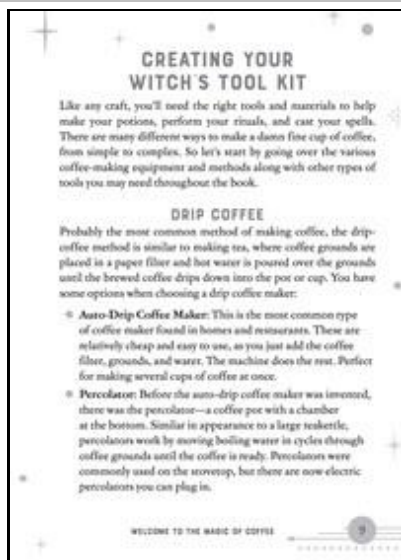 CREATING YOUR
WITCH'S TOOL KIT
Like any craft, you'll need the right tools and materials to help
make your potions, perform your rituals, and cast your spells.
There are many different ways to make a damn fine cup of coffee,
from simple to complex. So let's start by going over the various
coffee-making equipment and methods along with other types of
tools you may need throughout the book.
DRIP COFFEE
Probably the most common method of making coffee, the drip-
coffee method is similar to making tea, where coffee grounds are
placed in a paper filter and hot water is poured over the grounds
until the brewed coffee drips down into the pot or cup. You have
some options when choosing a drip coffee maker:
Auto-Drip Coffee Maker: This is the most common type
of coffee maker found in homes and restaurants. These are
relatively cheap and easy to use, as you just add the coffee
filter, grounds, and water. The machine does the rest. Perfect
for making several cups of coffee at once.
Percolator: Before the auto-drip coffee maker was invented,
there was the percolator—a coffee pot with a chamber
at the bottom. Similar in appearance to a large teakettle,
percolators work by moving boiling water in cycles through
coffee grounds until the coffee is ready. Percolators were
commonly used on the stovetop, but there are now electric
percolators you can plug in.
WELCOME TO THE MAGIC OF COFFEE
9